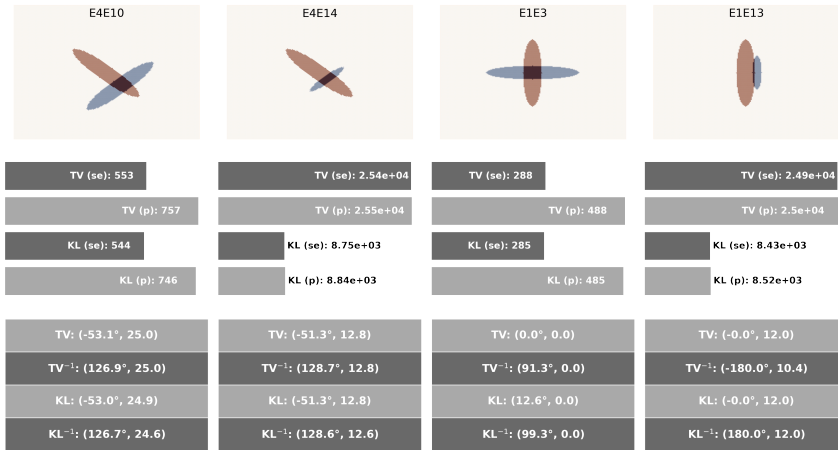 E4E10 E4E14 E1E3 E1E13
TV (se): 553 TV (se): 2.54e+04 TV (se): 288 TV (se): 2.49e+04
TV (p): 757 TV (p): 2.55e+04 TV (p): 488 TV (p): 2.5e+04
KL (se): 544 KL (se): 8.75e+03 KL (se): 285 KL (se): 8.43e+03
KL (p): 746 KL (p): 8.84e+03 KL (p): 485 KL (p): 8.52e+03
TV: (-53.1°, 25.0) TV: (-51.3°, 12.8) TV: (0.0°, 0.0) TV: (-0.0°, 12.0)
TV⁻¹: (126.9°, 25.0) TV⁻¹: (128.7°, 12.8) TV⁻¹: (91.3°, 0.0) TV⁻¹: (-180.0°, 10.4)
KL: (-53.0°, 24.9) KL: (-51.3°, 12.8) KL: (12.6°, 0.0) KL: (-0.0°, 12.0)
KL⁻¹: (126.7°, 24.6) KL⁻¹: (128.6°, 12.6) KL⁻¹: (99.3°, 0.0) KL⁻¹: (180.0°, 12.0)